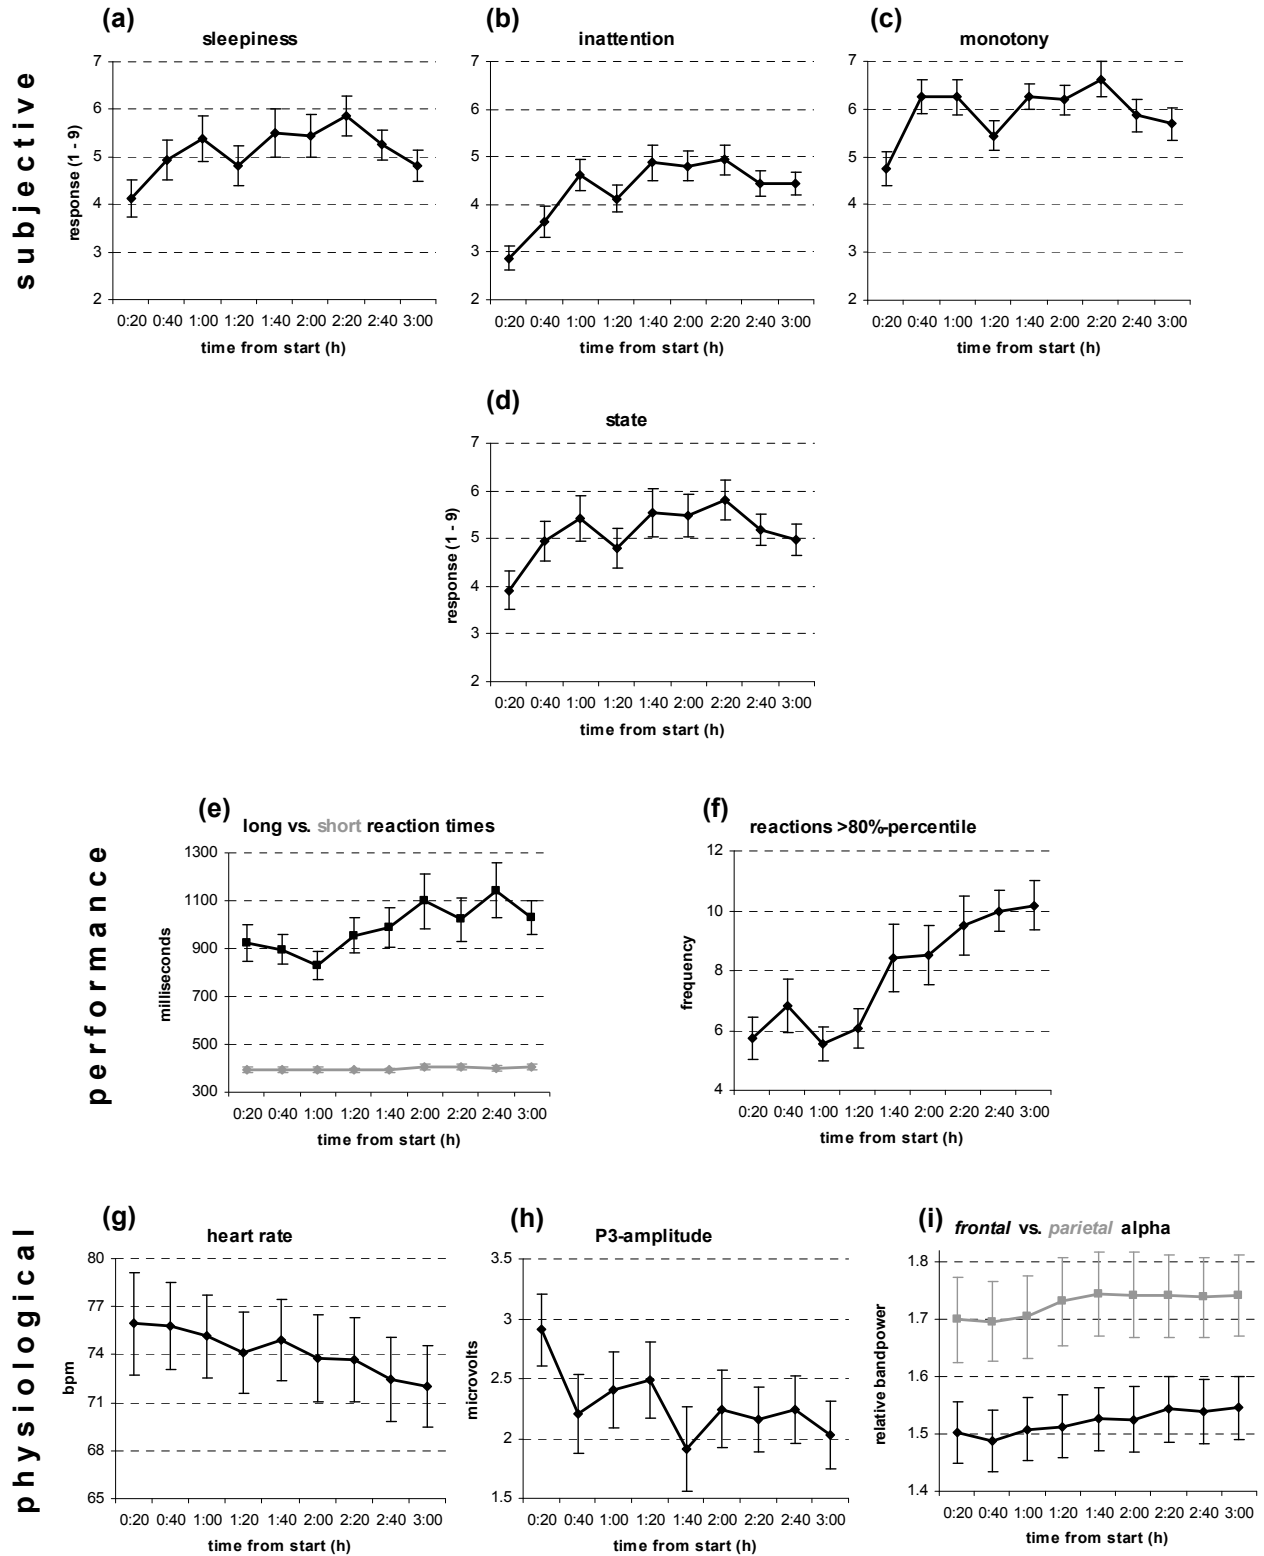 (a)
sleepiness
subjective
response (1 - 9)
7
6
5
4
3
2
0:20 0:40 1:00 1:20 1:40 2:00 2:20 2:40 3:00
time from start (h)
(b)
inattention
7
6
5
4
3
2
0:20 0:40 1:00 1:20 1:40 2:00 2:20 2:40 3:00
time from start (h)
(c)
monotony
7
6
5
4
3
2
0:20 0:40 1:00 1:20 1:40 2:00 2:20 2:40 3:00
time from start (h)
(d)
state
response (1 - 9)
7
6
5
4
3
2
0:20 0:40 1:00 1:20 1:40 2:00 2:20 2:40 3:00
time from start (h)
performance
(e)
long vs. short reaction times
milliseconds
1300
1100
900
700
500
300
0:20 0:40 1:00 1:20 1:40 2:00 2:20 2:40 3:00
time from start (h)
(f)
reactions >80%-percentile
frequency
12
10
8
6
4
0:20 0:40 1:00 1:20 1:40 2:00 2:20 2:40 3:00
time from start (h)
physiological
(g)
heart rate
bpm
80
77
74
71
68
65
0:20 0:40 1:00 1:20 1:40 2:00 2:20 2:40 3:00
time from start (h)
(h)
P3-amplitude
microvolts
3.5
3
2.5
2
1.5
0:20 0:40 1:00 1:20 1:40 2:00 2:20 2:40 3:00
time from start (h)
(i)
frontal vs. parietal alpha
relative bandpower
1.8
1.7
1.6
1.5
1.4
0:20 0:40 1:00 1:20 1:40 2:00 2:20 2:40 3:00
time from start (h)